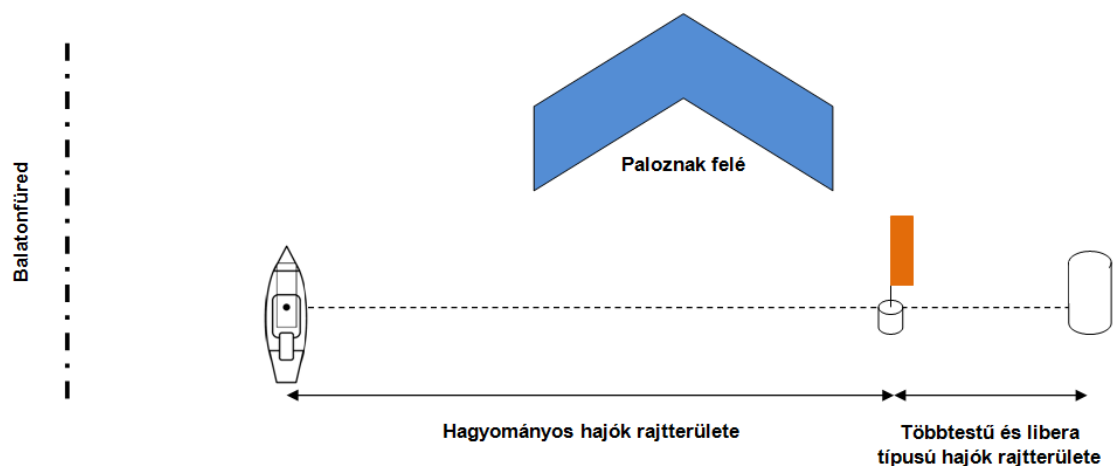 Balatonfüred
Paloznak felé
Hagyományos hajók rajtterülete
Többtestű és libera
típusú hajók rajtterülete